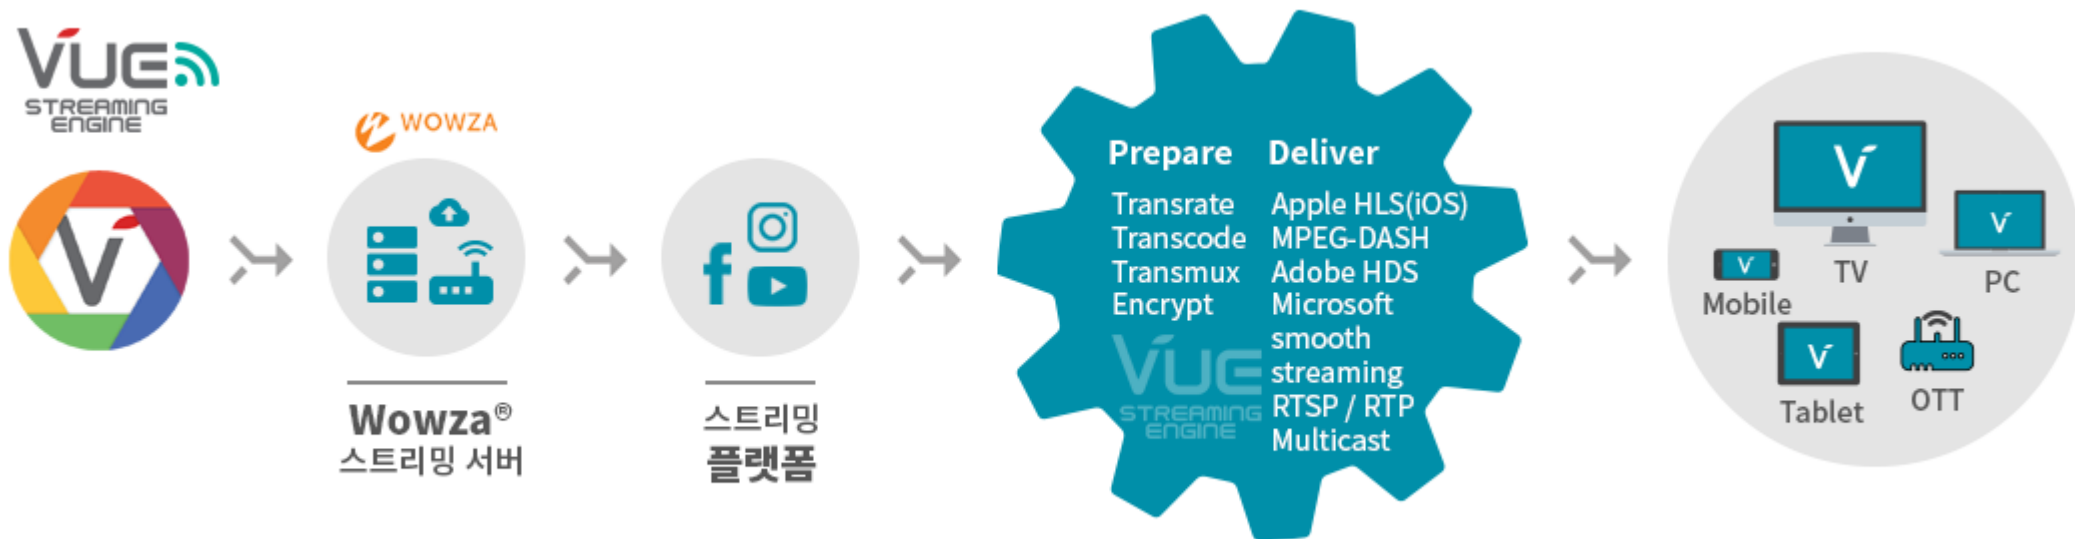 VUE
STREAMING
ENGINE
V
WOWZA
Wowza®
스트리밍 서버
스트리밍
플랫폼
Prepare
Transrate
Transcode
Transmux
Encrypt
VUE
STREAMING
ENGINE
Deliver
Apple HLS(iOS)
MPEG-DASH
Adobe HDS
Microsoft
smooth
streaming
RTSP / RTP
Multicast
V
TV
V
PC
V
Mobile
V
Tablet
OTT